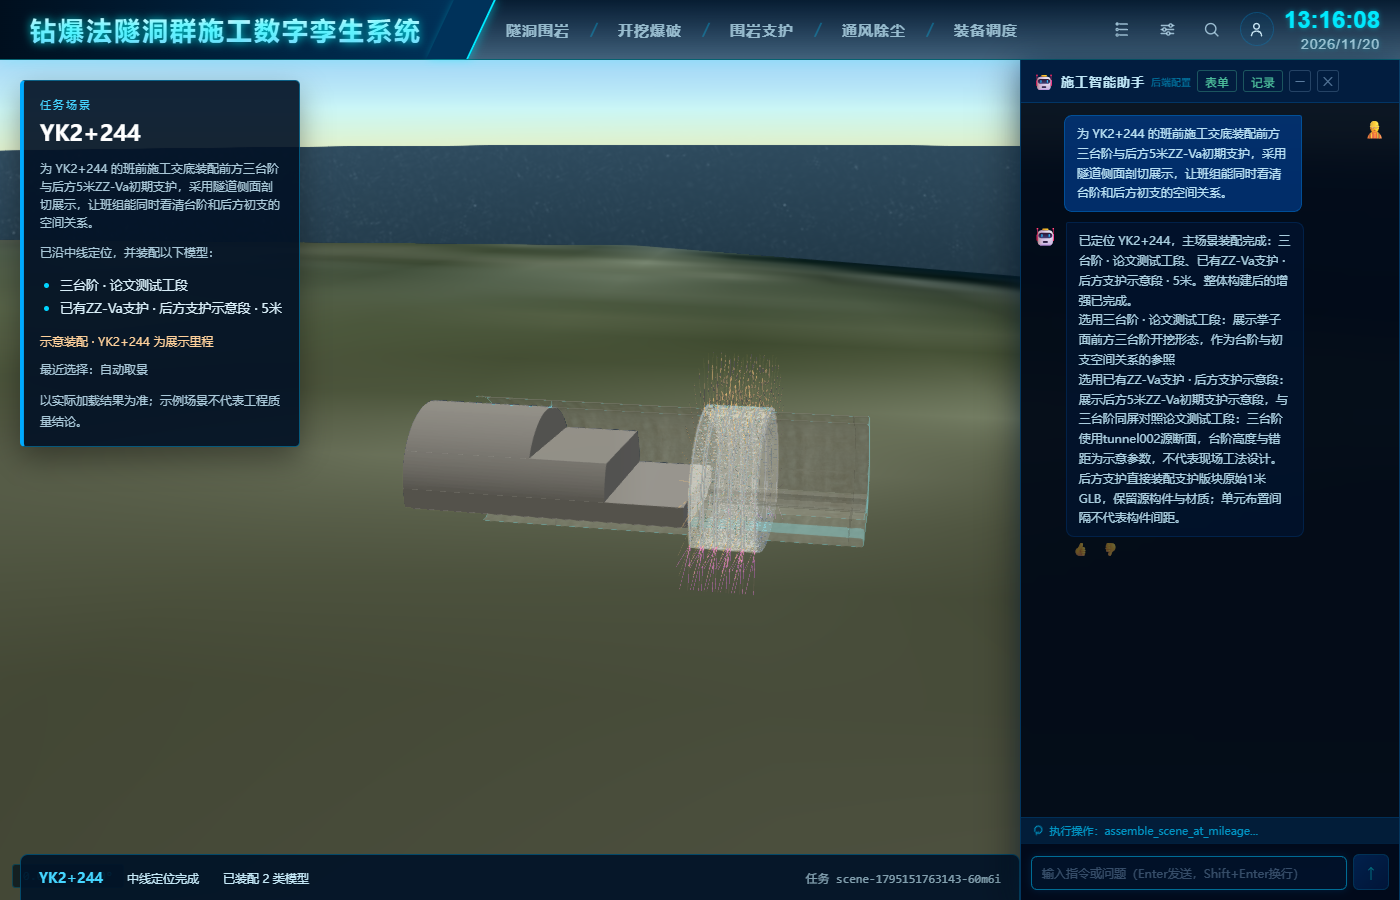 钻爆法隧洞群施工数字孪生系统
隧洞围岩 / 开挖爆破 / 围岩支护 / 通风除尘 / 装备调度
13:16:08
2026/11/20
任务场景
YK2+244
为 YK2+244 的班前施工交底装配前方三台阶
与后方5米ZZ-Va初期支护，采用隧道侧面剖
切展示，让班组能同时看清台阶和后方初支的
空间关系。
已沿中线定位，并装配以下模型：
三台阶 · 论文测试工段
已有ZZ-Va支护 · 后方支护示意段 · 5米
示意装配 · YK2+244 为展示里程
最近选择：自动取景
以实际加载结果为准；示例场景不代表工程质
量结论。
施工智能助手 后端配置 表单 记录
为 YK2+244 的班前施工交底装配前方
三台阶与后方5米ZZ-Va初期支护，采用
隧道侧面剖切展示，让班组能同时看清
台阶和后方初支的空间关系。
已定位 YK2+244，主场景装配完成：三
台阶 · 论文测试工段、已有ZZ-Va支护 ·
后方支护示意段 · 5米。整体构建后的增
强已完成。
选用三台阶 · 论文测试工段：展示掌子
面前方三台阶开挖形态，作为台阶与初
支空间关系的参照
选用已有ZZ-Va支护 · 后方支护示意段：
展示后方5米ZZ-Va初期支护示意段，与
三台阶同屏对照论文测试工段：三台阶
使用tunnel002源断面，台阶高度与错
距为示意参数，不代表现场工法设计。
后方支护直接装配支护版块原始1米
GLB，保留源构件与材质；单元布置间
隔不代表构件间距。
执行操作：assemble_scene_at_mileage...
输入指令或问题（Enter发送，Shift+Enter换行）
YK2+244 中线定位完成 已装配 2 类模型 任务 scene-1795151763143-60m6i